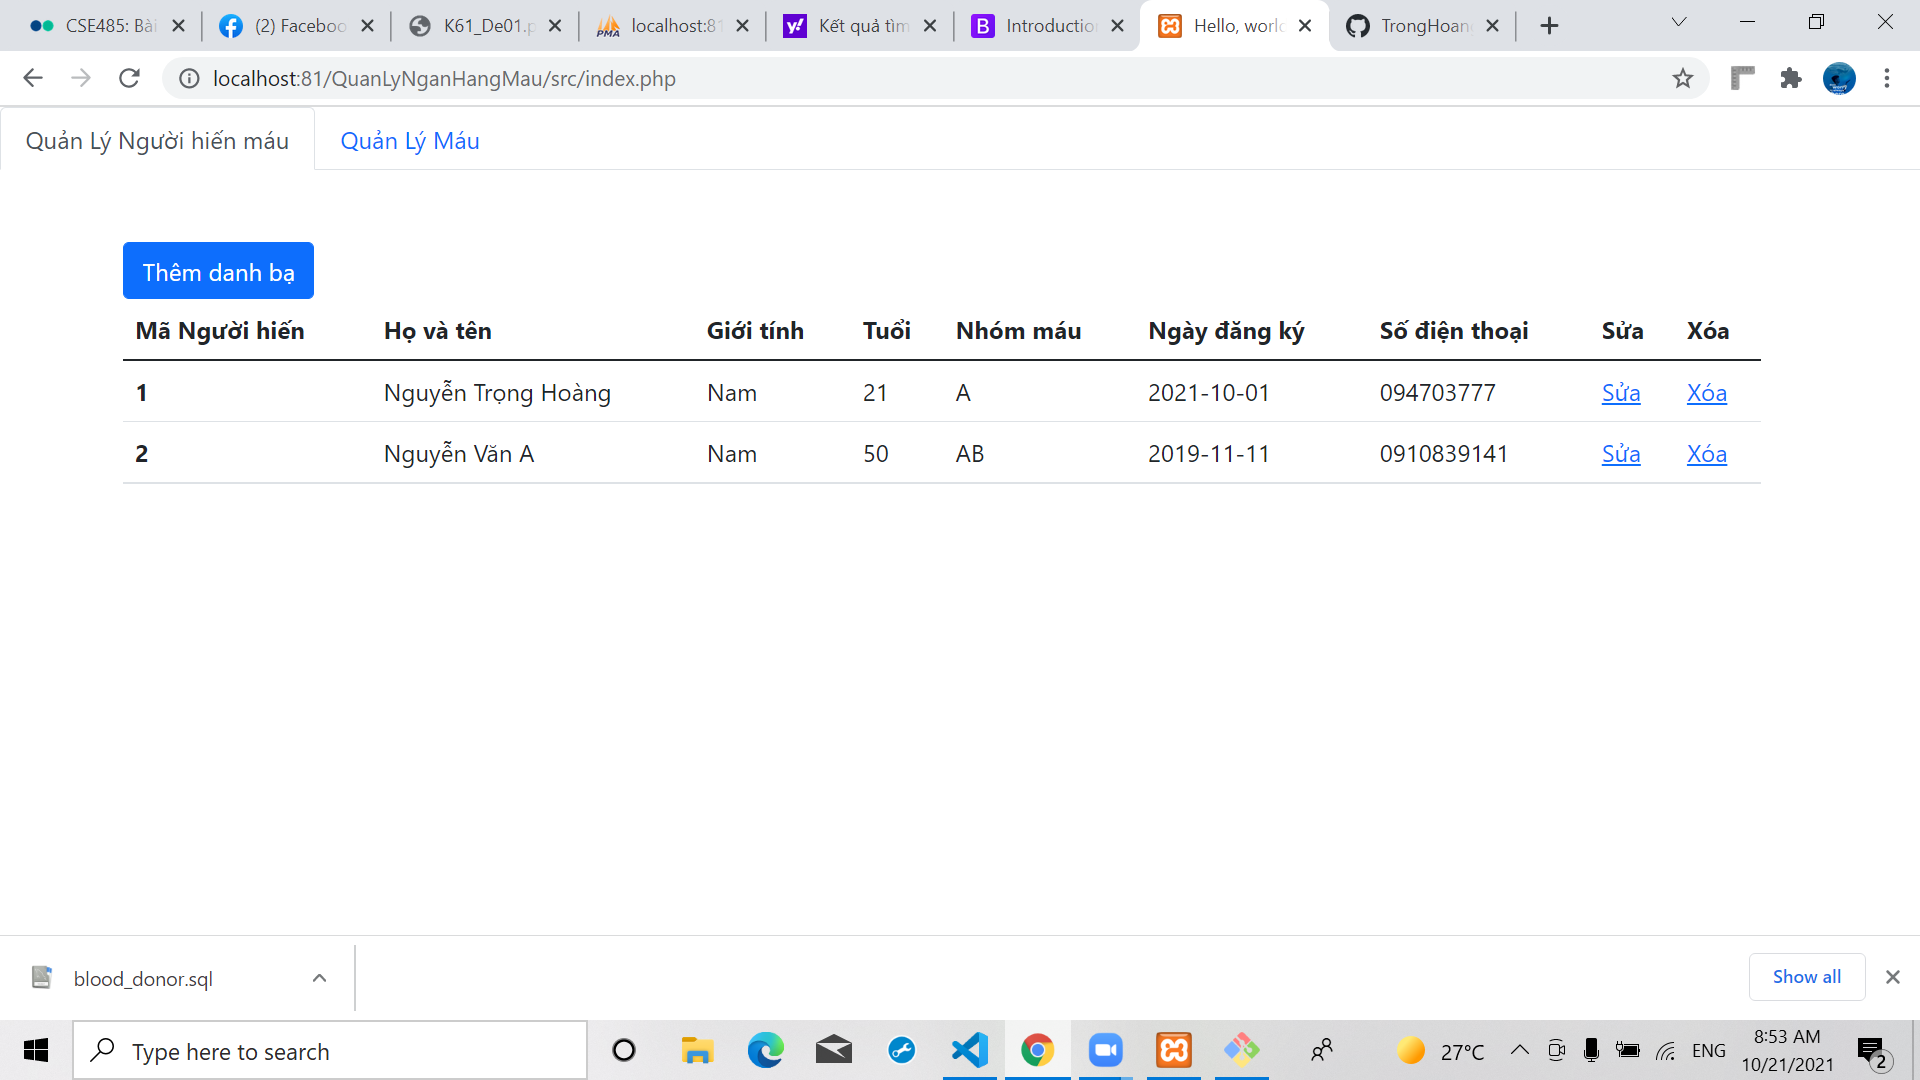 CSE485: Bài
(2) Faceboo
K61_De01.p
localhost:81
Kết quả tìm
Introduction
Hello, world
TrongHoang
localhost:81/QuanLyNganHangMau/src/index.php
Quản Lý Người hiến máu
Quản Lý Máu
Thêm danh bạ
Mã Người hiến Họ và tên Giới tính Tuổi Nhóm máu Ngày đăng ký Số điện thoại Sửa Xóa
1 Nguyễn Trọng Hoàng Nam 21 A 2021-10-01 094703777 Sửa Xóa
2 Nguyễn Văn A Nam 50 AB 2019-11-11 0910839141 Sửa Xóa
blood_donor.sql
Show all
Type here to search
27°C
ENG
8:53 AM
10/21/2021
2